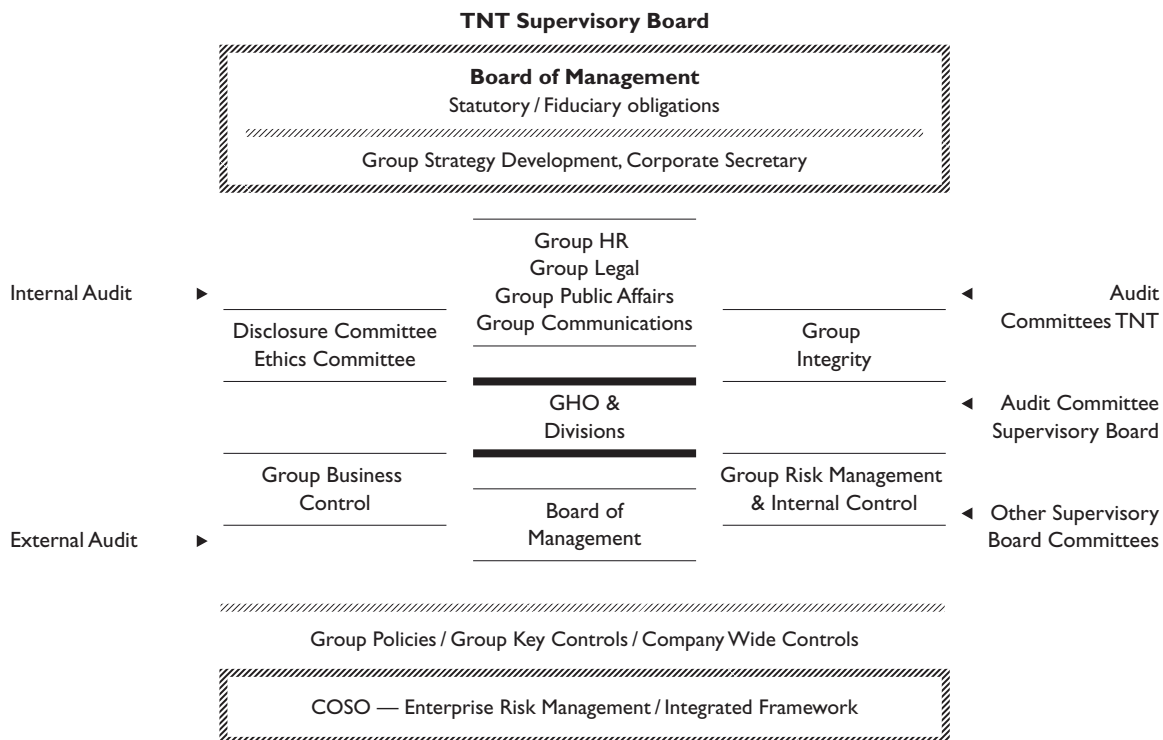 TNT Supervisory Board
Board of Management
Statutory / Fiduciary obligations
Group Strategy Development, Corporate Secretary
Group HR
Group Legal
Group Public Affairs
Group Communications
Internal Audit
Disclosure Committee
Ethics Committee
Group
Integrity
Audit
Committees TNT
GHO &
Divisions
Audit Committee
Supervisory Board
Group Business
Control
Board of
Management
Group Risk Management
& Internal Control
External Audit
Other Supervisory
Board Committees
Group Policies / Group Key Controls / Company Wide Controls
COSO — Enterprise Risk Management / Integrated Framework